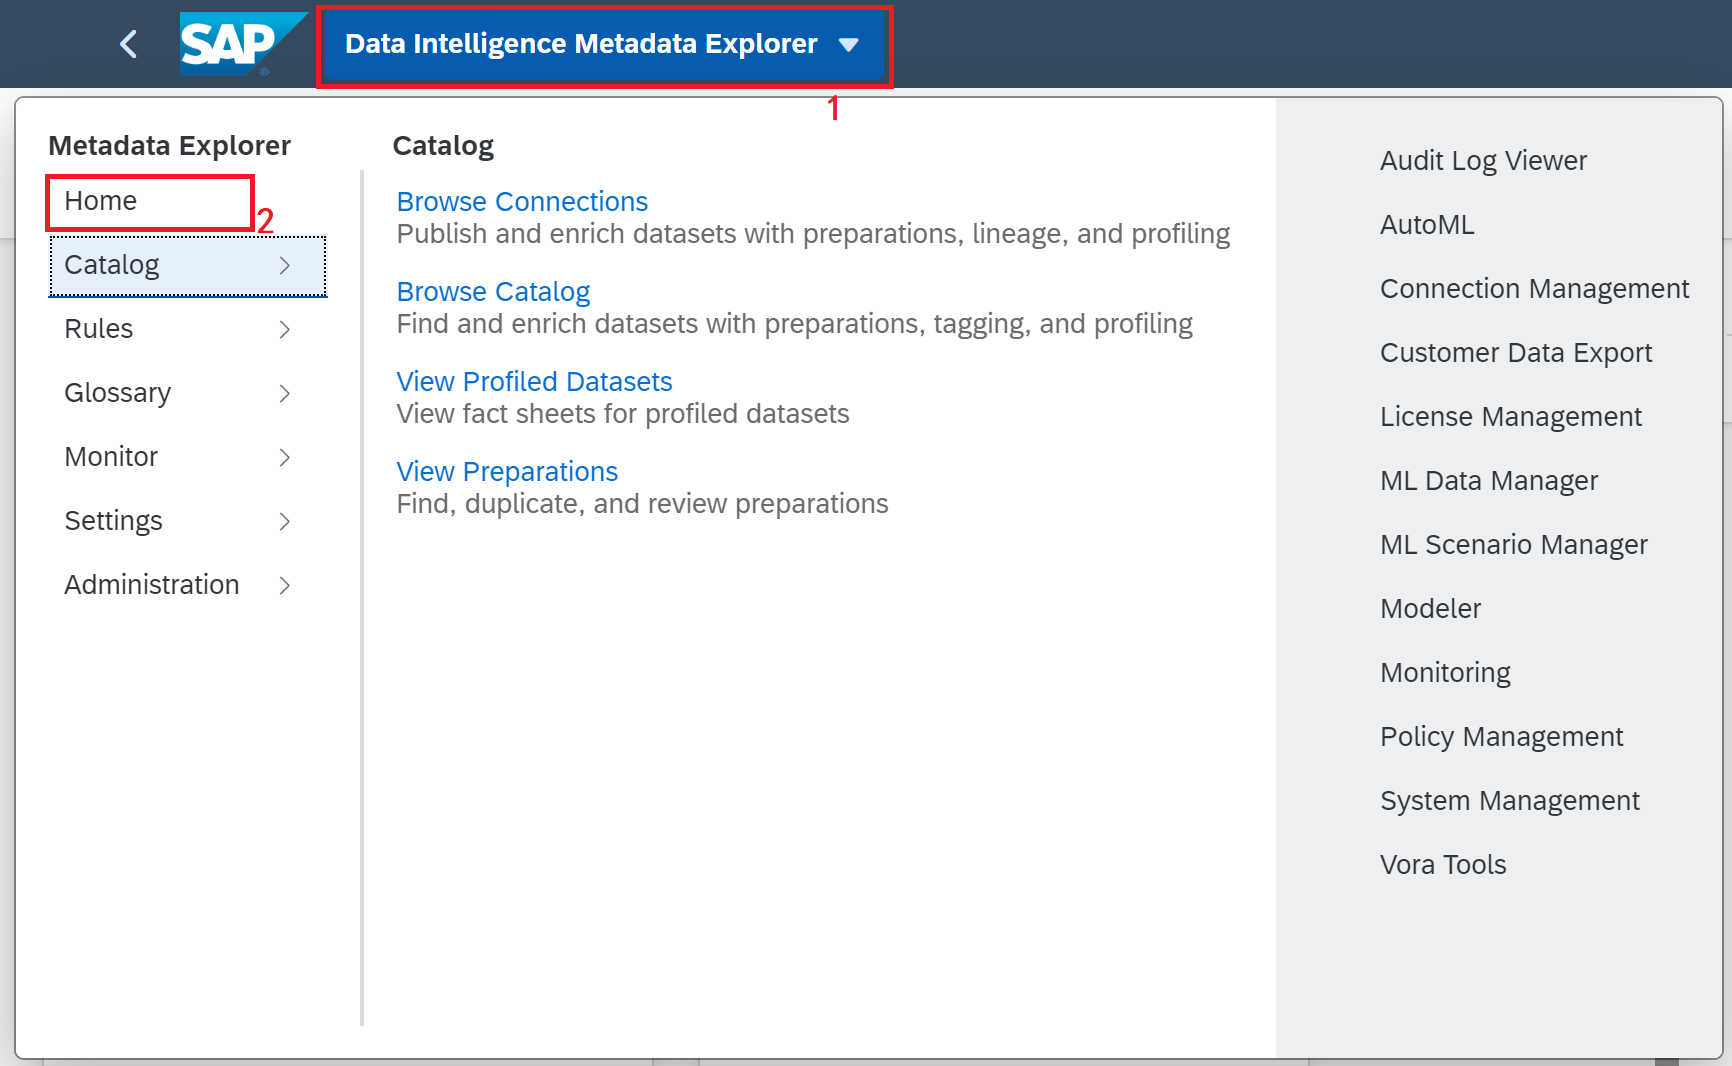 SAP
®
Data Intelligence Metadata Explorer
1
Metadata Explorer
Home
2
Catalog
Rules
Glossary
Monitor
Settings
Administration
Catalog
Browse Connections
Publish and enrich datasets with preparations, lineage, and profiling
Browse Catalog
Find and enrich datasets with preparations, tagging, and profiling
View Profiled Datasets
View fact sheets for profiled datasets
View Preparations
Find, duplicate, and review preparations
Audit Log Viewer
AutoML
Connection Management
Customer Data Export
License Management
ML Data Manager
ML Scenario Manager
Modeler
Monitoring
Policy Management
System Management
Vora Tools